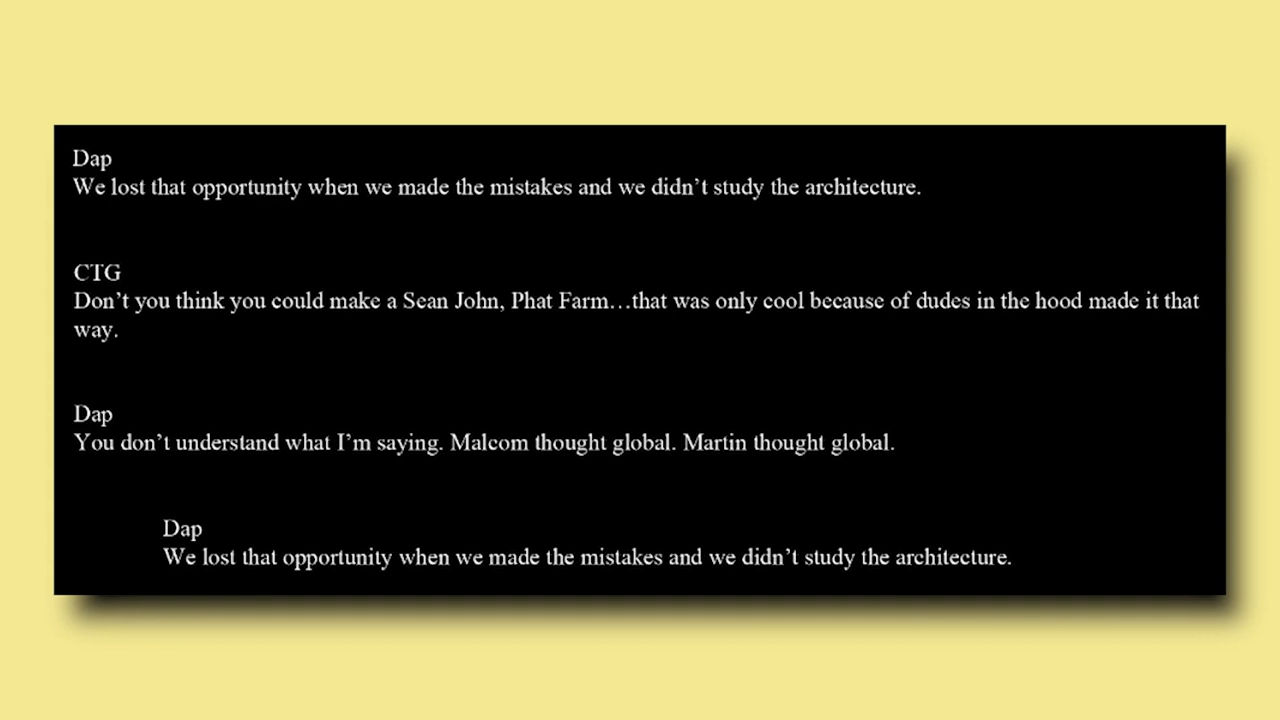 Dap
We lost that opportunity when we made the mistakes and we didn’t study the architecture.
CTG
Don’t you think you could make a Sean John, Phat Farm…that was only cool because of dudes in the hood made it that
way.
Dap
You don’t understand what I’m saying. Malcom thought global. Martin thought global.
Dap
We lost that opportunity when we made the mistakes and we didn’t study the architecture.